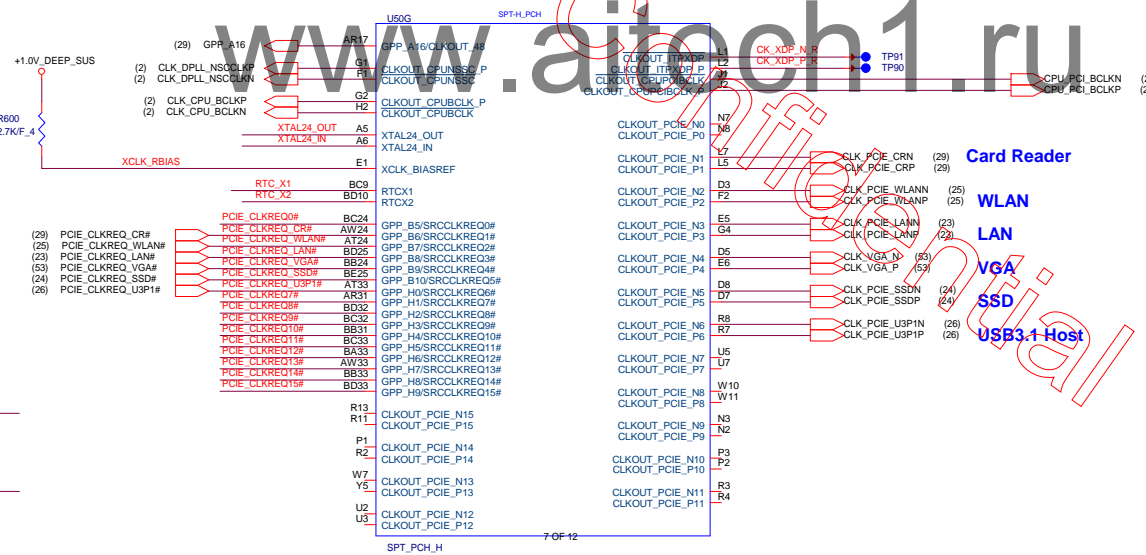 www.aitech1.ru
Confidential
U50G
SPT-H_PCH
+1.0V_DEEP_SUS
R600
2.7K/F_4
(29) GPP_A16
AR17
GPP_A16/CLKOUT_48
(2) CLK_DPLL_NSCCLKP
G1
CLKOUT_CPUNSSC_P
(2) CLK_DPLL_NSCCLKN
F1
CLKOUT_CPUNSSC
(2) CLK_CPU_BCLKP
G2
CLKOUT_CPUBCLK_P
(2) CLK_CPU_BCLKN
H2
CLKOUT_CPUBCLK
XTAL24_OUT
A5
XTAL24_OUT
XTAL24_IN
A6
XTAL24_IN
XCLK_RBIAS
E1
XCLK_BIASREF
RTC_X1
BC9
RTCX1
RTC_X2
BD10
RTCX2
PCIE_CLKREQ0#
BC24
GPP_B5/SRCCLKREQ0#
(29) PCIE_CLKREQ_CR#
PCIE_CLKREQ_CR#
AW24
GPP_B6/SRCCLKREQ1#
(25) PCIE_CLKREQ_WLAN#
PCIE_CLKREQ_WLAN#
AT24
GPP_B7/SRCCLKREQ2#
(23) PCIE_CLKREQ_LAN#
PCIE_CLKREQ_LAN#
BD25
GPP_B8/SRCCLKREQ3#
(53) PCIE_CLKREQ_VGA#
PCIE_CLKREQ_VGA#
BB24
GPP_B9/SRCCLKREQ4#
(24) PCIE_CLKREQ_SSD#
PCIE_CLKREQ_SSD#
BE25
GPP_B10/SRCCLKREQ5#
(26) PCIE_CLKREQ_U3P1#
PCIE_CLKREQ_U3P1#
AT33
GPP_H0/SRCCLKREQ6#
PCIE_CLKREQ7#
AR31
GPP_H1/SRCCLKREQ7#
PCIE_CLKREQ8#
BD32
GPP_H2/SRCCLKREQ8#
PCIE_CLKREQ9#
BC32
GPP_H3/SRCCLKREQ9#
PCIE_CLKREQ10#
BB31
GPP_H4/SRCCLKREQ10#
PCIE_CLKREQ11#
BC33
GPP_H5/SRCCLKREQ11#
PCIE_CLKREQ12#
BA33
GPP_H6/SRCCLKREQ12#
PCIE_CLKREQ13#
AW33
GPP_H7/SRCCLKREQ13#
PCIE_CLKREQ14#
BB33
GPP_H8/SRCCLKREQ14#
PCIE_CLKREQ15#
BD33
GPP_H9/SRCCLKREQ15#
R13
CLKOUT_PCIE_N15
R11
CLKOUT_PCIE_P15
P1
CLKOUT_PCIE_N14
R2
CLKOUT_PCIE_P14
W7
CLKOUT_PCIE_N13
Y5
CLKOUT_PCIE_P13
U2
CLKOUT_PCIE_N12
U3
CLKOUT_PCIE_P12
CLKOUT_ITPXDP
L1
CK_XDP_N_R
TP91
CLKOUT_ITPXDP_P
L2
CK_XDP_P_R
TP90
CLKOUT_CPUPCIBCLK
J1
CPU_PCI_BCLKN
CLKOUT_CPUPCIBCLK_P
J2
CPU_PCI_BCLKP
CLKOUT_PCIE_N0
N7
CLKOUT_PCIE_P0
N8
CLKOUT_PCIE_N1
L7
CLK_PCIE_CRN (29)
CLKOUT_PCIE_P1
L5
CLK_PCIE_CRP (29)
Card Reader
CLKOUT_PCIE_N2
D3
CLK_PCIE_WLANN (25)
CLKOUT_PCIE_P2
F2
CLK_PCIE_WLANP (25)
WLAN
CLKOUT_PCIE_N3
E5
CLK_PCIE_LANN (23)
CLKOUT_PCIE_P3
G4
CLK_PCIE_LANP (23)
LAN
CLKOUT_PCIE_N4
D5
CLK_VGA_N (53)
CLKOUT_PCIE_P4
E6
CLK_VGA_P (53)
VGA
CLKOUT_PCIE_N5
D8
CLK_PCIE_SSDN (24)
CLKOUT_PCIE_P5
D7
CLK_PCIE_SSDP (24)
SSD
CLKOUT_PCIE_N6
R8
CLK_PCIE_U3P1N (26)
CLKOUT_PCIE_P6
R7
CLK_PCIE_U3P1P (26)
USB3.1 Host
CLKOUT_PCIE_N7
U5
CLKOUT_PCIE_P7
U7
CLKOUT_PCIE_N8
W10
CLKOUT_PCIE_P8
W11
CLKOUT_PCIE_N9
N3
CLKOUT_PCIE_P9
N2
CLKOUT_PCIE_N10
P3
CLKOUT_PCIE_P10
P2
CLKOUT_PCIE_N11
R3
CLKOUT_PCIE_P11
R4
7 OF 12
SPT_PCH_H